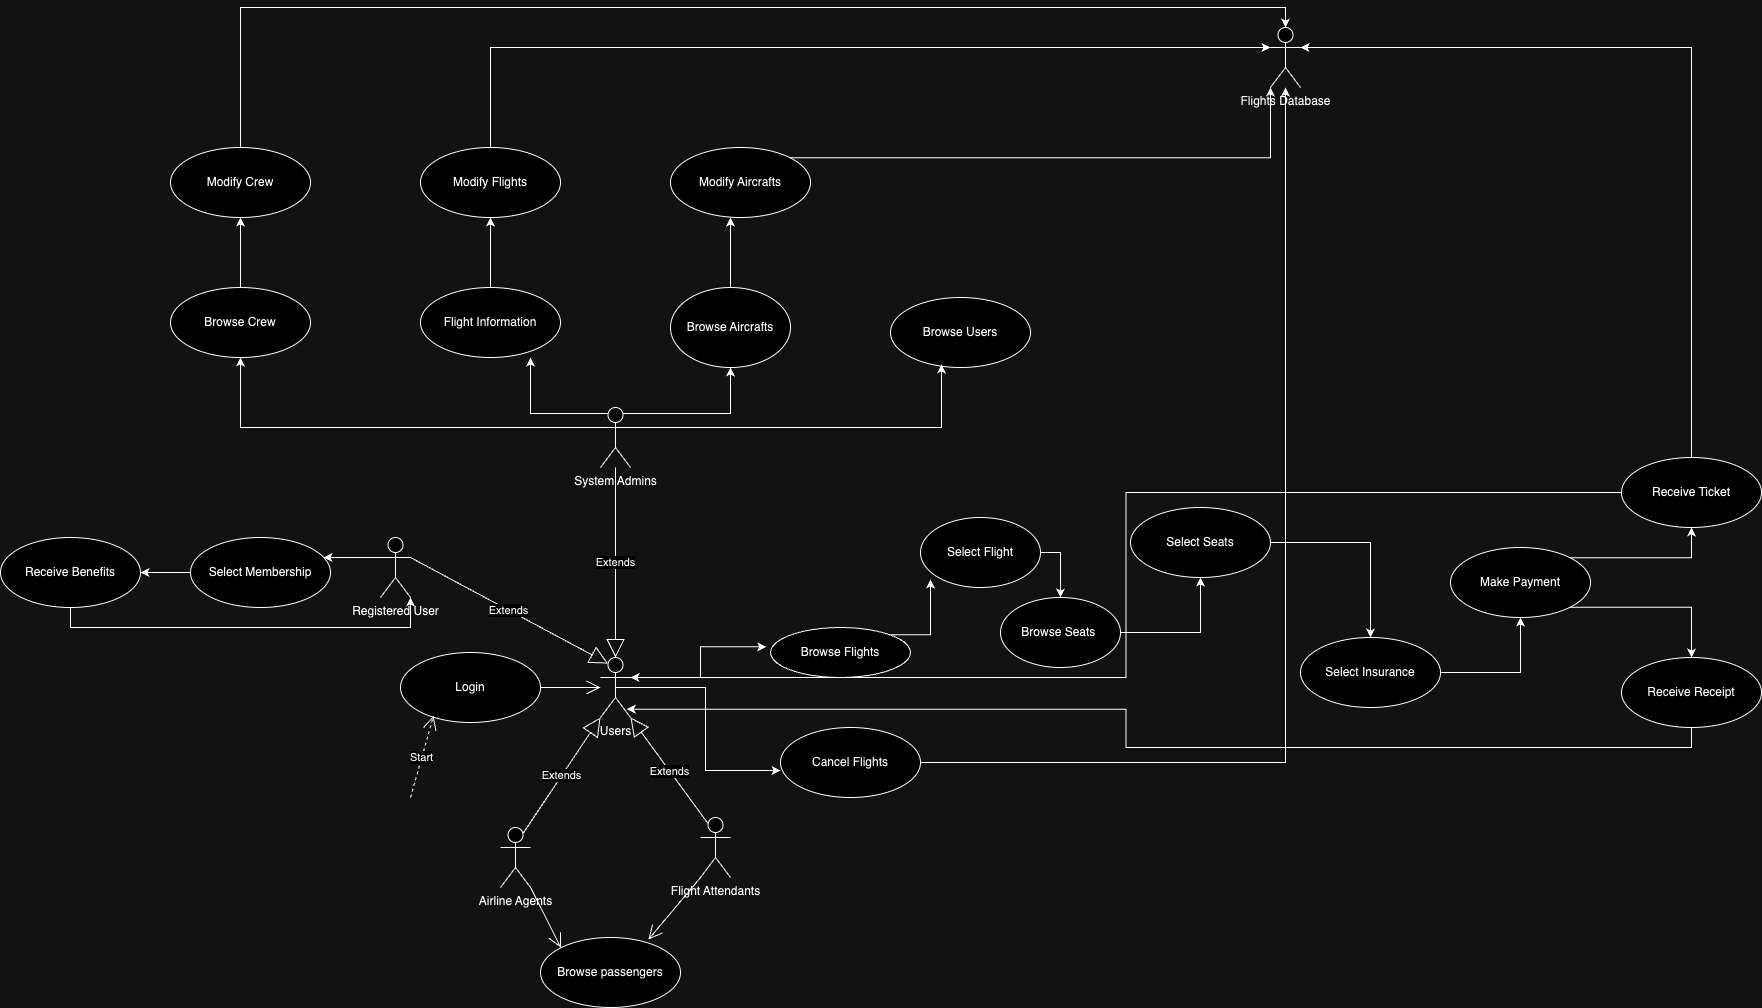 Flights Database
Modify Crew
Modify Flights
Modify Aircrafts
Browse Crew
Flight Information
Browse Aircrafts
Browse Users
System Admins
Receive Ticket
Select Seats
Select Flight
Extends
Receive Benefits
Select Membership
Make Payment
Registered User
Extends
Browse Seats
Browse Flights
Select Insurance
Login
Receive Receipt
Users
Start
Extends
Extends
Cancel Flights
Airline Agents
Flight Attendants
Browse passengers